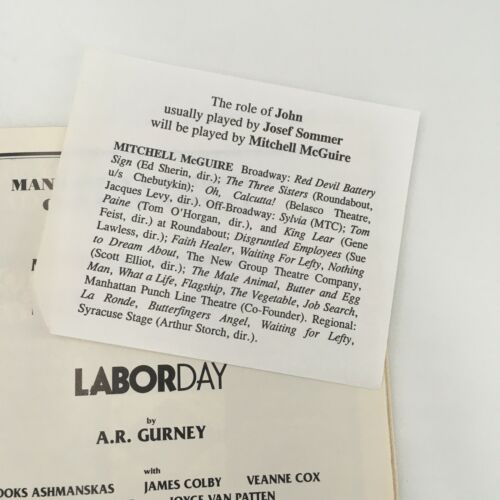 The role of John
usually played by Josef Sommer
will be played by Mitchell McGuire
MITCHELL McGUIRE Broadway: Red Devil Battery
Sign (Ed Sherin, dir.); The Three Sisters (Roundabout,
u/s Chebutykin); Oh, Calcutta! (Belasco Theatre,
Jacques Levy, dir.). Off-Broadway: Sylvia (MTC); Tom
Paine (Tom O'Horgan, dir.), and King Lear (Gene
Feist, dir.) at Roundabout; Disgruntled Employees (Sue
Lawless, dir.); Faith Healer, Waiting For Lefty, Nothing
to Dream About, The New Group Theatre Company,
(Scott Elliot, dir.); The Male Animal, Butter and Egg
Man, What a Life, Flagship, The Vegetable, Job Search,
Manhattan Punch Line Theatre (Co-Founder). Regional:
La Ronde, Butterfingers Angel, Waiting for Lefty,
Syracuse Stage (Arthur Storch, dir.).
MAN
LABORDAY
by
A.R. GURNEY
with
OOKS ASHMANSKAS JAMES COLBY VEANNE COX
JOYCE VAN PATTEN